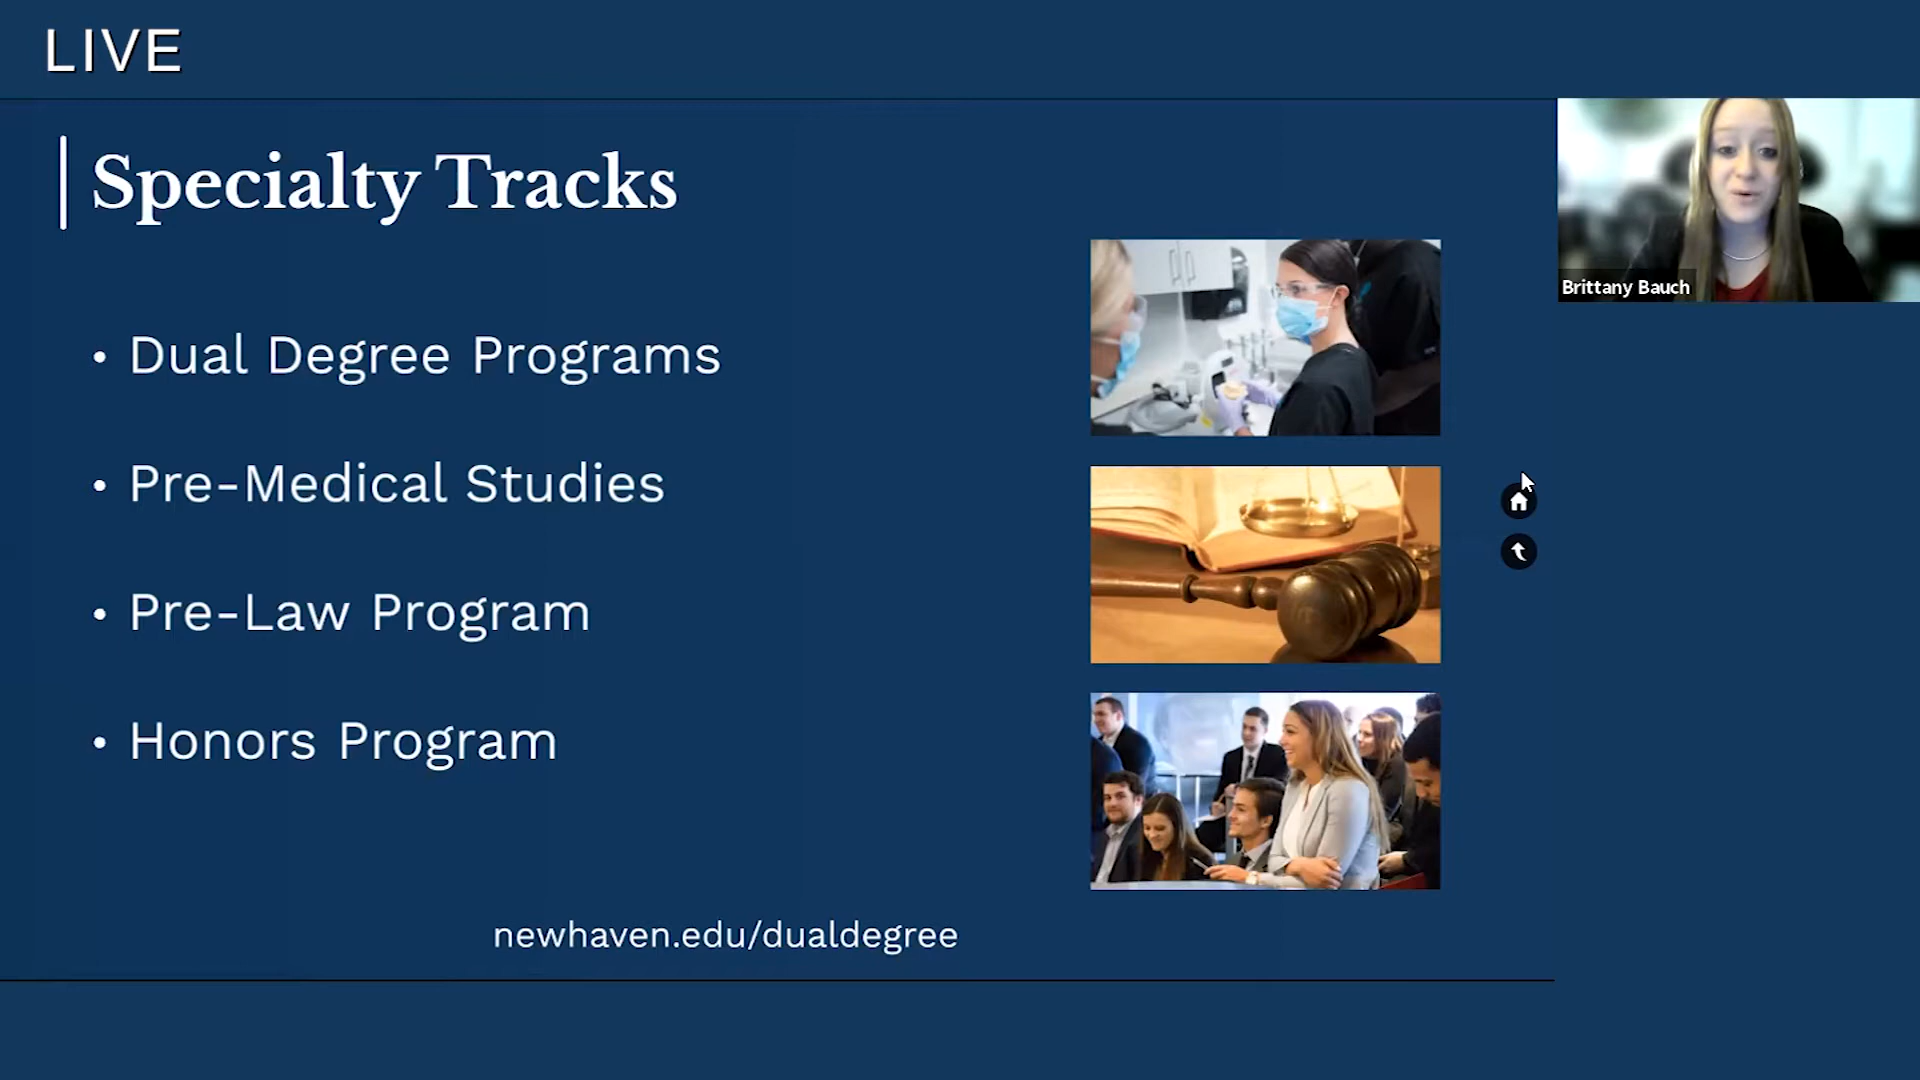 LIVE
Specialty Tracks
• Dual Degree Programs
• Pre-Medical Studies
• Pre-Law Program
• Honors Program
newhaven.edu/dualdegree
Brittany Bauch